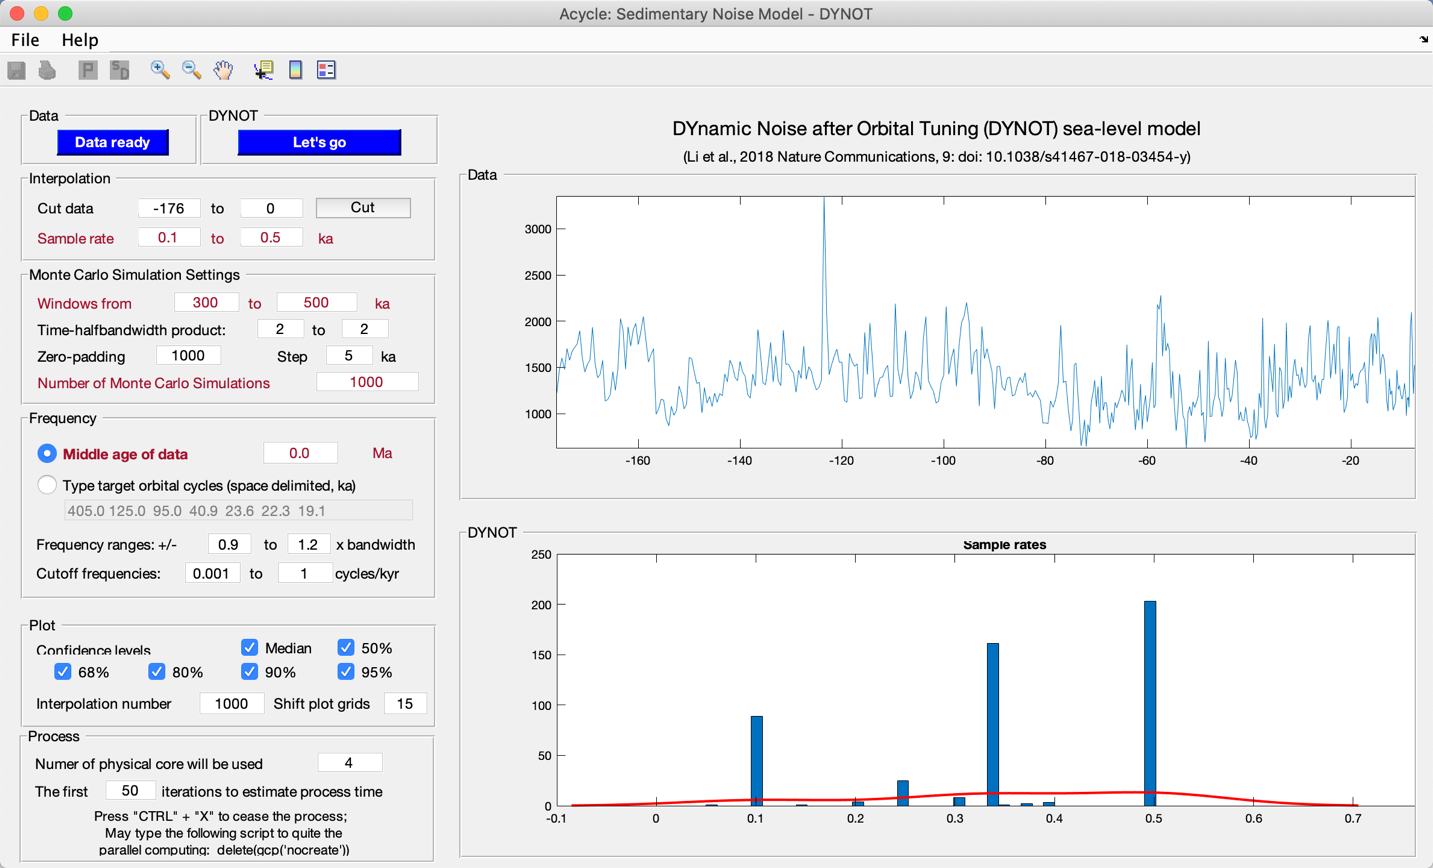 Acycle: Sedimentary Noise Model - DYNOT
File Help
P S D
Data
Data ready
DYNOT
Let's go
Interpolation
Cut data -176 to 0 Cut
Sample rate 0.1 to 0.5 ka
Monte Carlo Simulation Settings
Windows from 300 to 500 ka
Time-halfbandwidth product: 2 to 2
Zero-padding 1000 Step 5 ka
Number of Monte Carlo Simulations 1000
Frequency
Middle age of data 0.0 Ma
Type target orbital cycles (space delimited, ka)
405.0 125.0 95.0 40.9 23.6 22.3 19.1
Frequency ranges: +/- 0.9 to 1.2 x bandwidth
Cutoff frequencies: 0.001 to 1 cycles/kyr
Plot
Confidence levels Median 50%
68% 80% 90% 95%
Interpolation number 1000 Shift plot grids 15
Process
Numer of physical core will be used 4
The first 50 iterations to estimate process time
Press "CTRL" + "X" to cease the process;
May type the following script to quite the
parallel computing: delete(gcp('nocreate'))
DYnamic Noise after Orbital Tuning (DYNOT) sea-level model
(Li et al., 2018 Nature Communications, 9: doi: 10.1038/s41467-018-03454-y)
Data
3000
2500
2000
1500
1000
-160 -140 -120 -100 -80 -60 -40 -20
DYNOT
Sample rates
250
200
150
100
50
0
-0.1 0 0.1 0.2 0.3 0.4 0.5 0.6 0.7